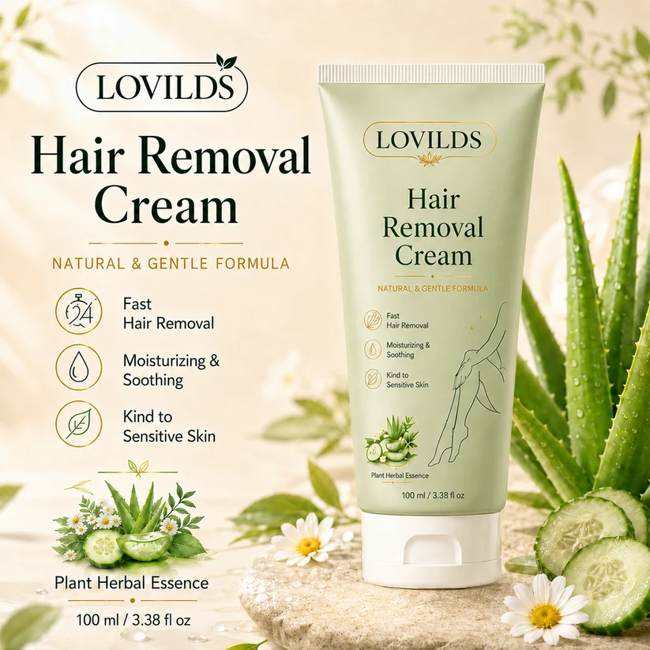 LOVILDS
Hair Removal
Cream
NATURAL & GENTLE FORMULA
24
Fast
Hair Removal
Moisturizing &
Soothing
Kind to
Sensitive Skin
Plant Herbal Essence
100 ml / 3.38 fl oz
LOVILDS
Hair
Removal
Cream
NATURAL & GENTLE FORMULA
Fast
Hair Removal
Moisturizing &
Soothing
Kind to
Sensitive Skin
Plant Herbal Essence
100 ml / 3.38 fl oz